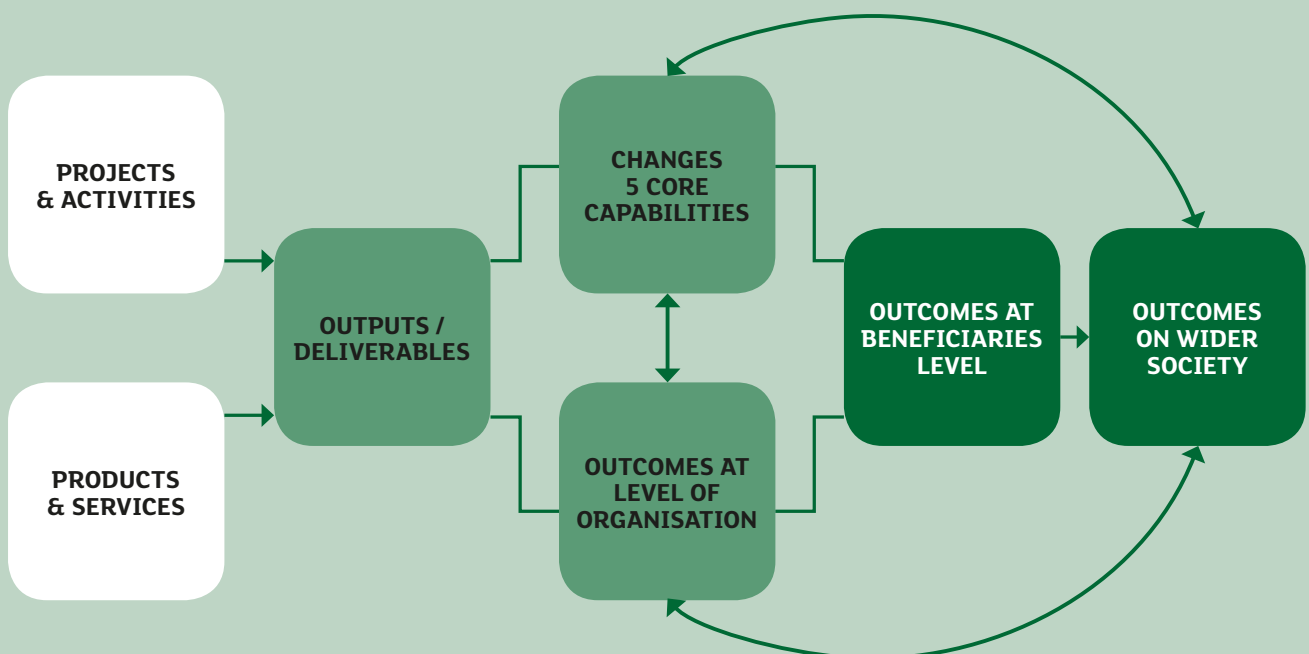 PROJECTS
& ACTIVITIES
PRODUCTS
& SERVICES
OUTPUTS /
DELIVERABLES
CHANGES
5 CORE
CAPABILITIES
OUTCOMES AT
LEVEL OF
ORGANISATION
OUTCOMES AT
BENEFICIARIES
LEVEL
OUTCOMES
ON WIDER
SOCIETY